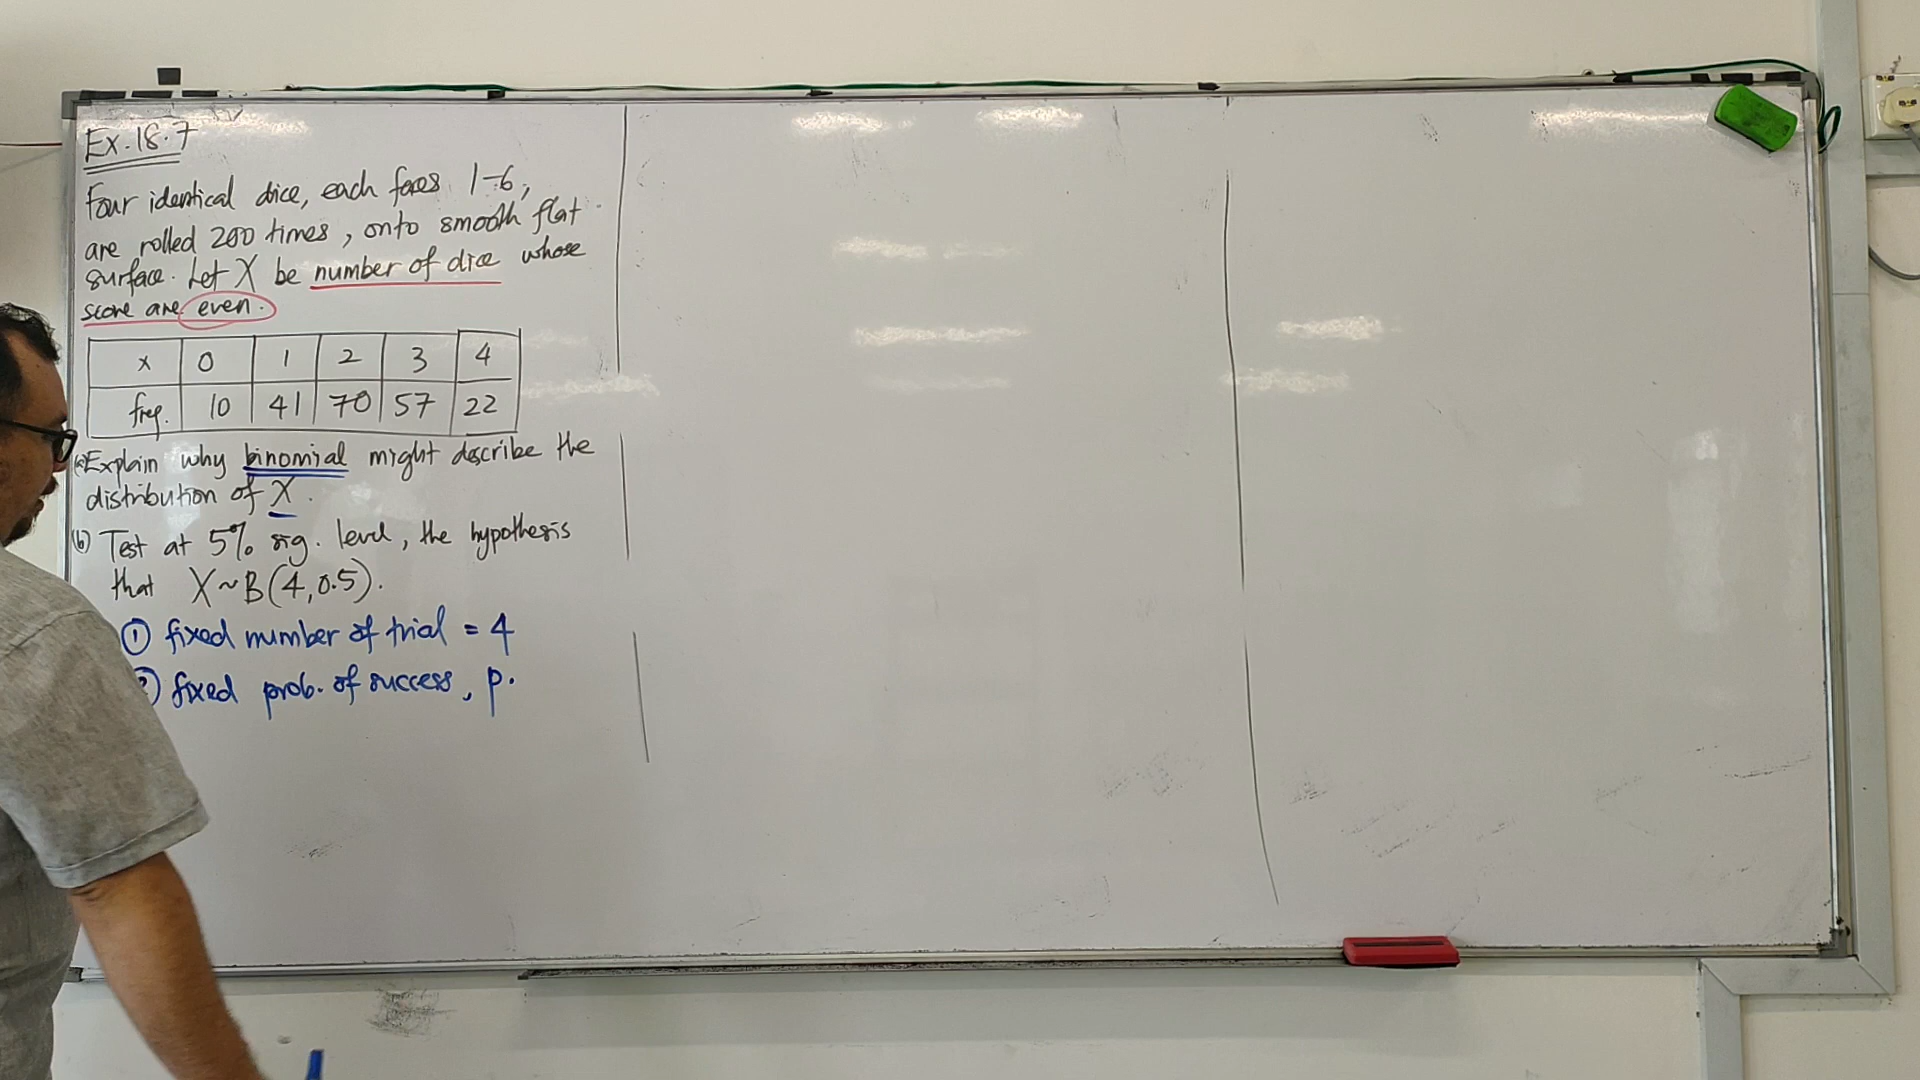 Ex. 18.7
Four identical dice, each faces 1-6,
are rolled 200 times, onto smooth flat
surface. Let X be number of dice whose
score are even.
x 0 1 2 3 4
freq. 10 41 70 57 22
(a) Explain why binomial might describe the
distribution of X.
(b) Test at 5% sig. level, the hypothesis
that X~B(4, 0.5).
① fixed number of trial = 4
② fixed prob. of success, p.